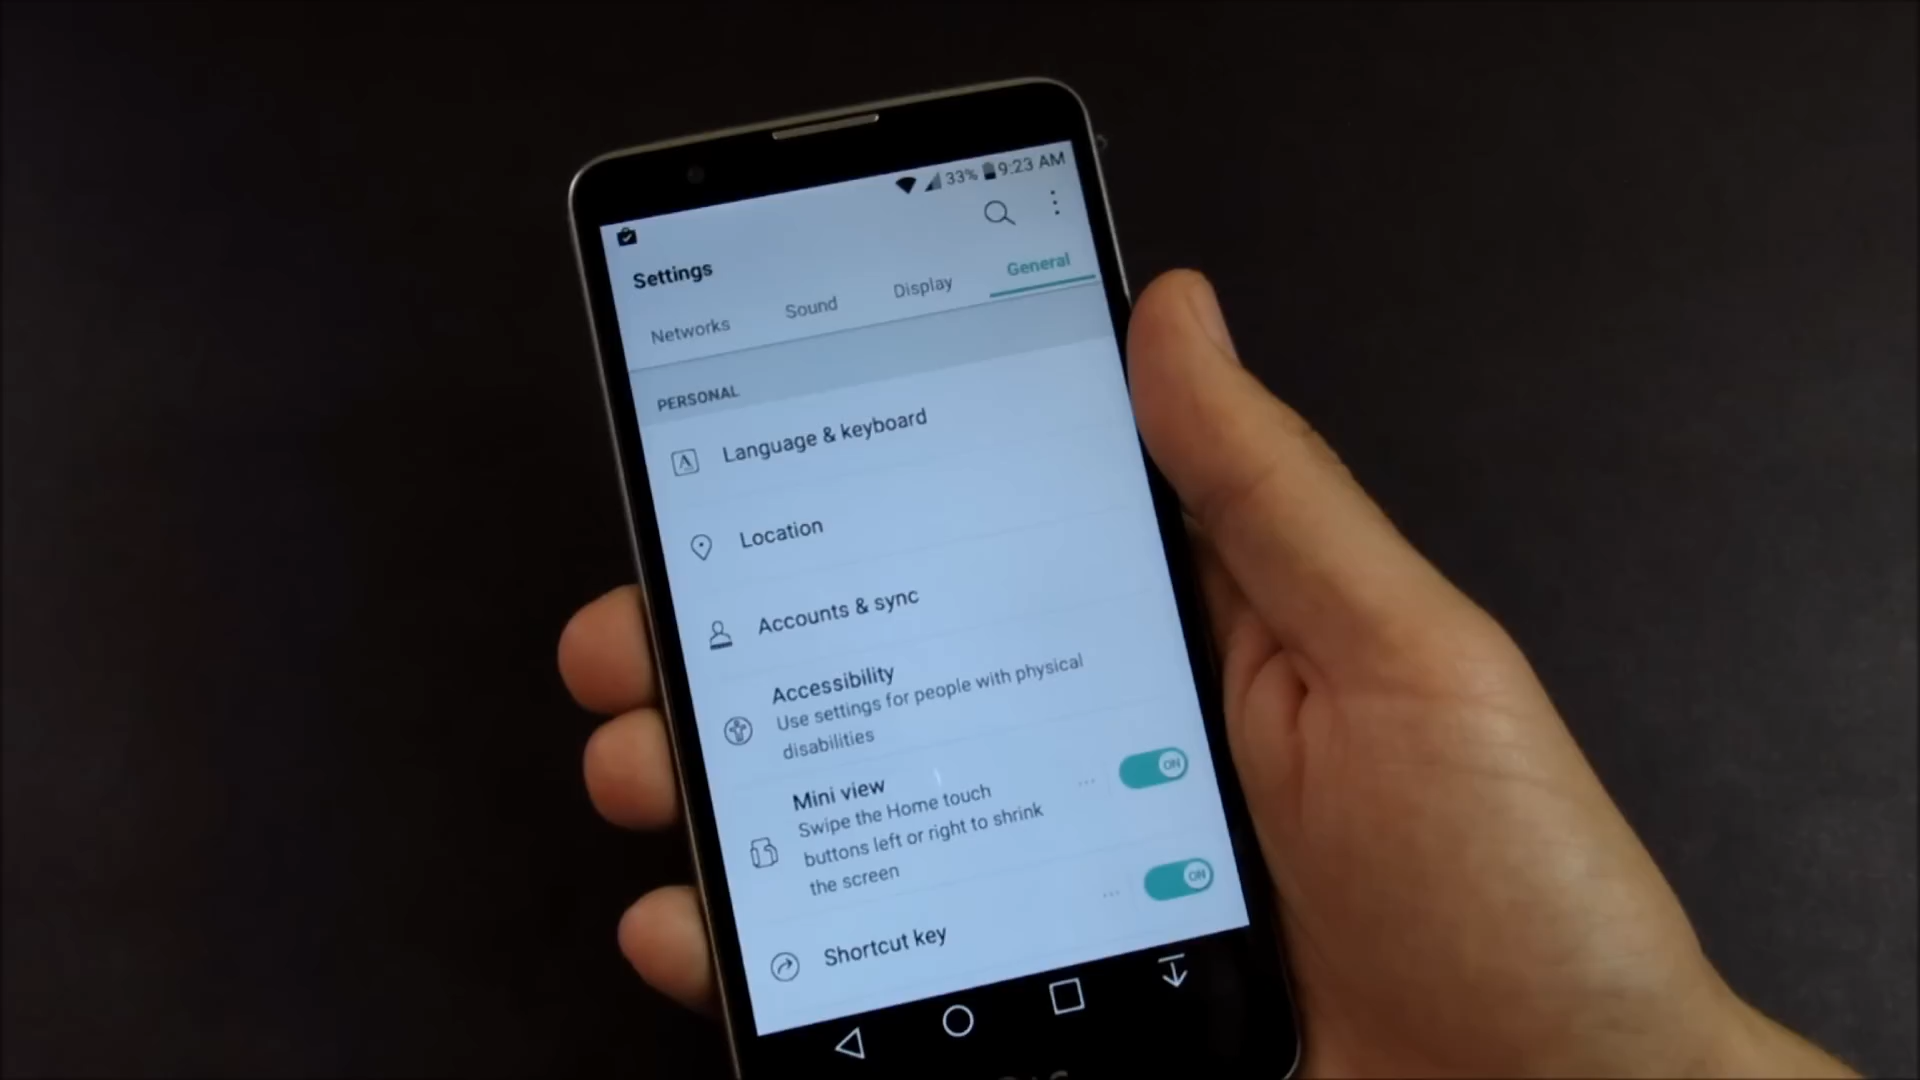 33% 9:23 AM
Settings
Networks Sound Display General
PERSONAL
A Language & keyboard
Location
Accounts & sync
Accessibility
Use settings for people with physical
disabilities
Mini view
Swipe the Home touch
buttons left or right to shrink
the screen
... ON
Shortcut key
... ON